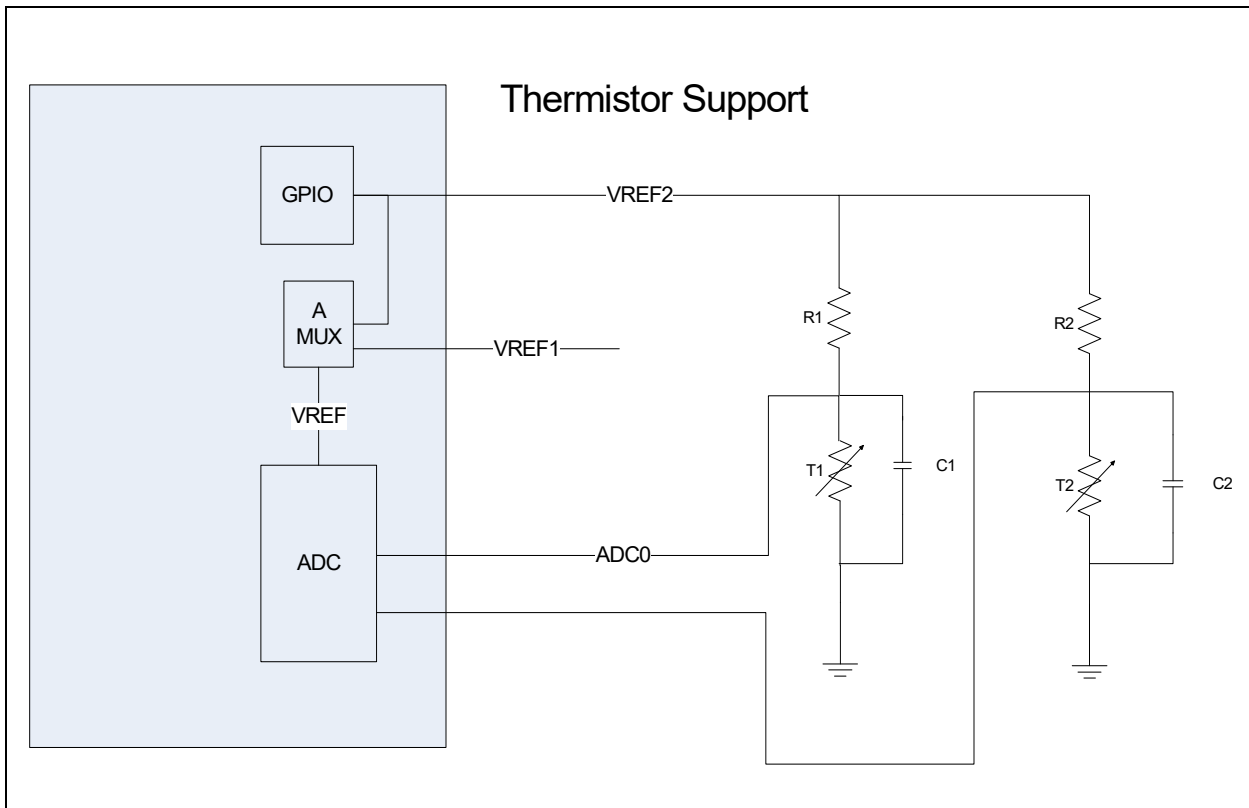 Thermistor Support
GPIO
VREF2
A
MUX
VREF1
R1
R2
VREF
T1
C1
T2
C2
ADC
ADC0